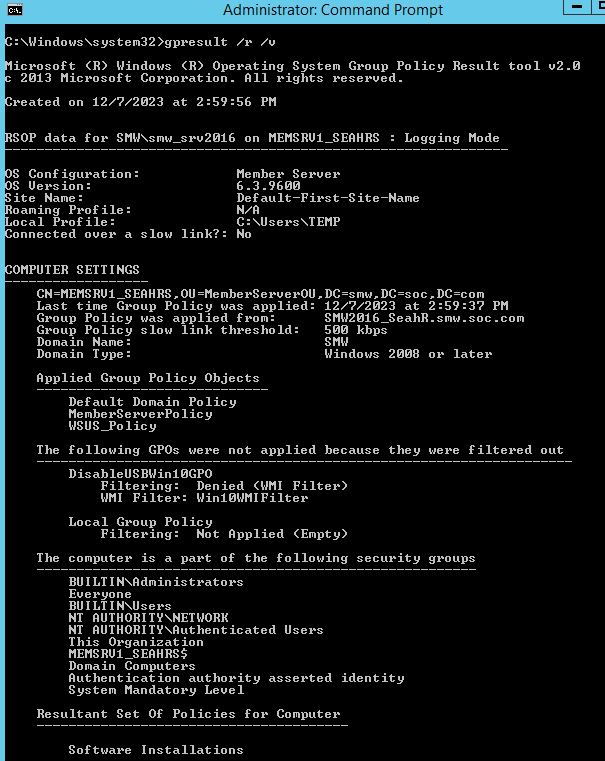 Administrator: Command Prompt
C:\Windows\system32>gpresult /r /v
Microsoft (R) Windows (R) Operating System Group Policy Result tool v2.0
c 2013 Microsoft Corporation. All rights reserved.
Created on 12/7/2023 at 2:59:56 PM
RSOP data for SMW\smw_srv2016 on MEMSRV1_SEAHRS : Logging Mode
OS Configuration: Member Server
OS Version: 6.3.9600
Site Name: Default-First-Site-Name
Roaming Profile: N/A
Local Profile: C:\Users\TEMP
Connected over a slow link?: No
COMPUTER SETTINGS
CN=MEMSRV1_SEAHRS,OU=MemberServerOU,DC=smw,DC=soc,DC=com
Last time Group Policy was applied: 12/7/2023 at 2:59:37 PM
Group Policy was applied from: SMW2016_SeahR.smw.soc.com
Group Policy slow link threshold: 500 kbps
Domain Name: SMW
Domain Type: Windows 2008 or later
Applied Group Policy Objects
Default Domain Policy
MemberServerPolicy
WSUS_Policy
The following GPOs were not applied because they were filtered out
DisableUSBWin10GPO
Filtering: Denied (WMI Filter)
WMI Filter: Win10WMIFilter
Local Group Policy
Filtering: Not Applied (Empty)
The computer is a part of the following security groups
BUILTIN\Administrators
Everyone
BUILTIN\Users
NT AUTHORITY\NETWORK
NT AUTHORITY\Authenticated Users
This Organization
MEMSRV1_SEAHRS$
Domain Computers
Authentication authority asserted identity
System Mandatory Level
Resultant Set Of Policies for Computer
Software Installations